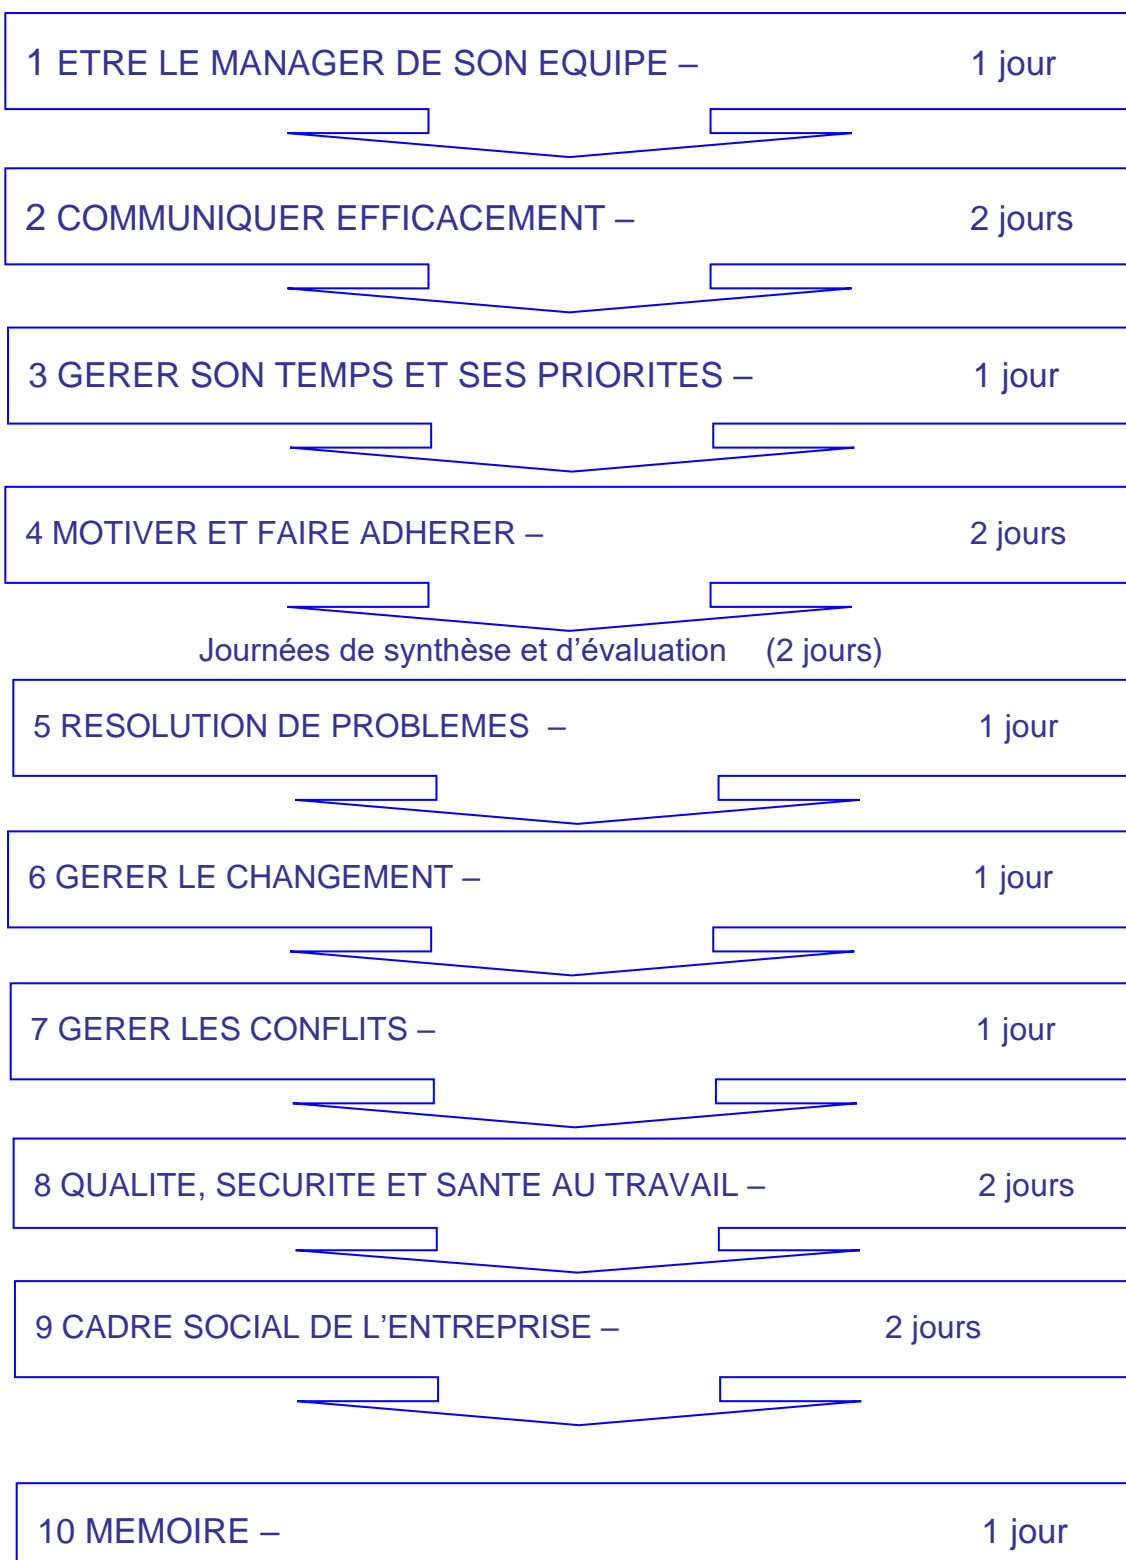 1 ETRE LE MANAGER DE SON EQUIPE – 1 jour
2 COMMUNIQUER EFFICACEMENT – 2 jours
3 GERER SON TEMPS ET SES PRIORITES – 1 jour
4 MOTIVER ET FAIRE ADHERER – 2 jours
Journées de synthèse et d’évaluation (2 jours)
5 RESOLUTION DE PROBLEMES – 1 jour
6 GERER LE CHANGEMENT – 1 jour
7 GERER LES CONFLITS – 1 jour
8 QUALITE, SECURITE ET SANTE AU TRAVAIL – 2 jours
9 CADRE SOCIAL DE L’ENTREPRISE – 2 jours
10 MEMOIRE – 1 jour